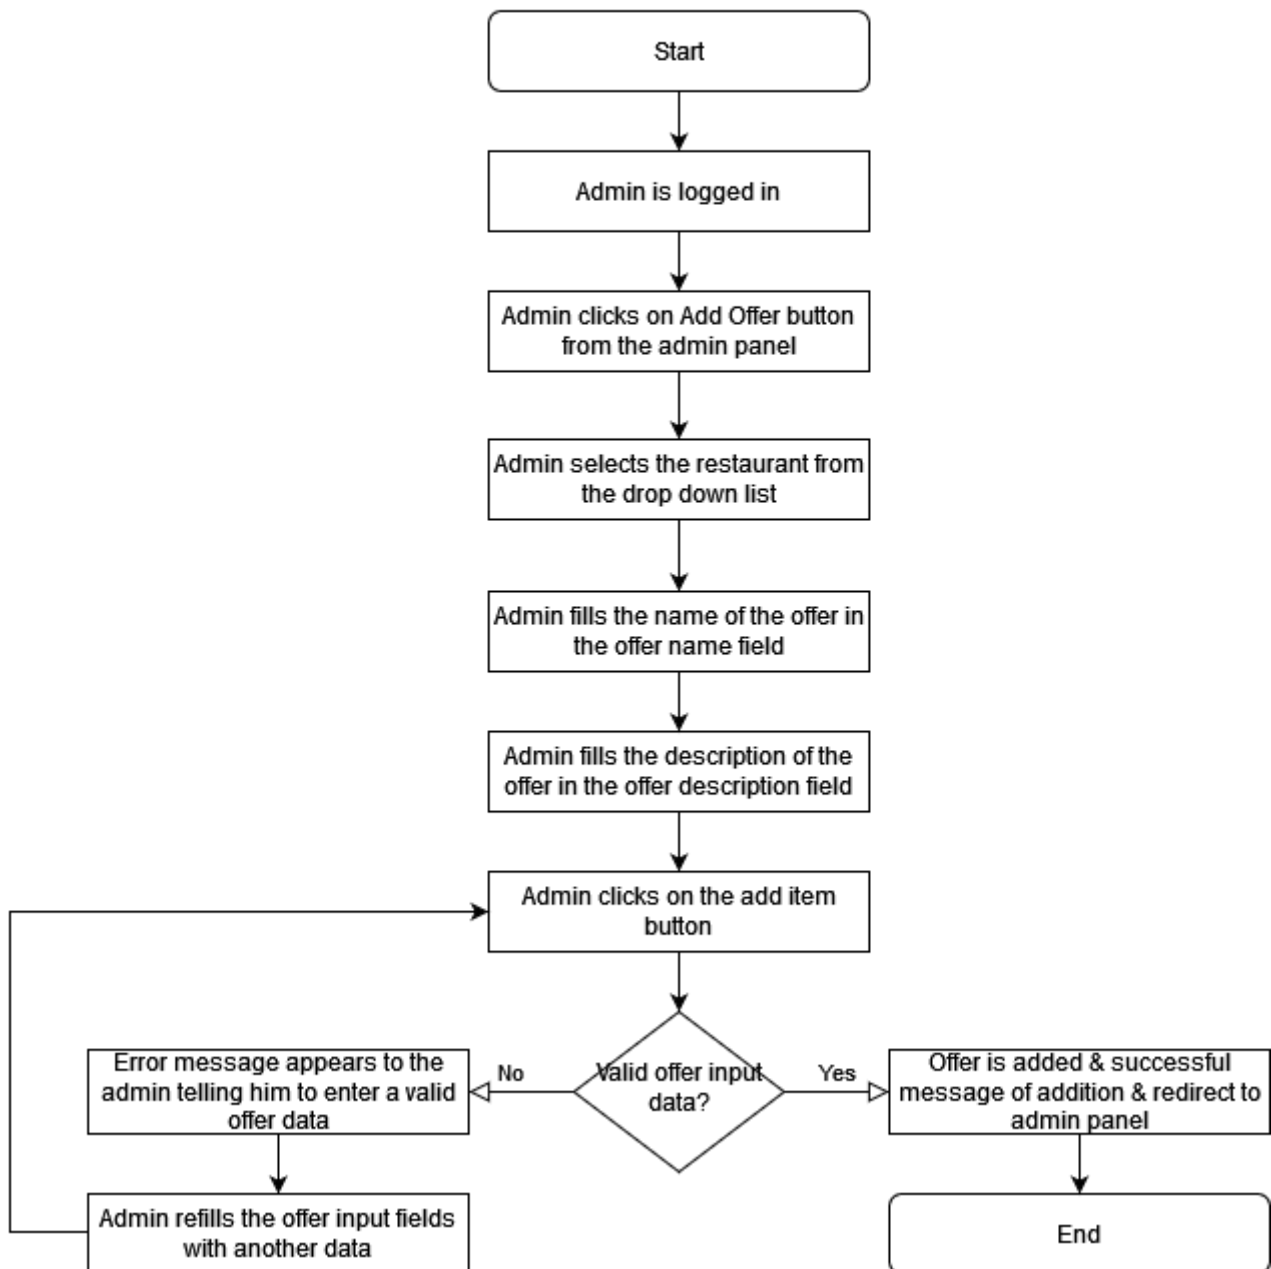 Start
Admin is logged in
Admin clicks on Add Offer button
from the admin panel
Admin selects the restaurant from
the drop down list
Admin fills the name of the offer in
the offer name field
Admin fills the description of the
offer in the offer description field
Admin clicks on the add item
button
Valid offer input
data?
No
Yes
Error message appears to the
admin telling him to enter a valid
offer data
Offer is added & successful
message of addition & redirect to
admin panel
Admin refills the offer input fields
with another data
End